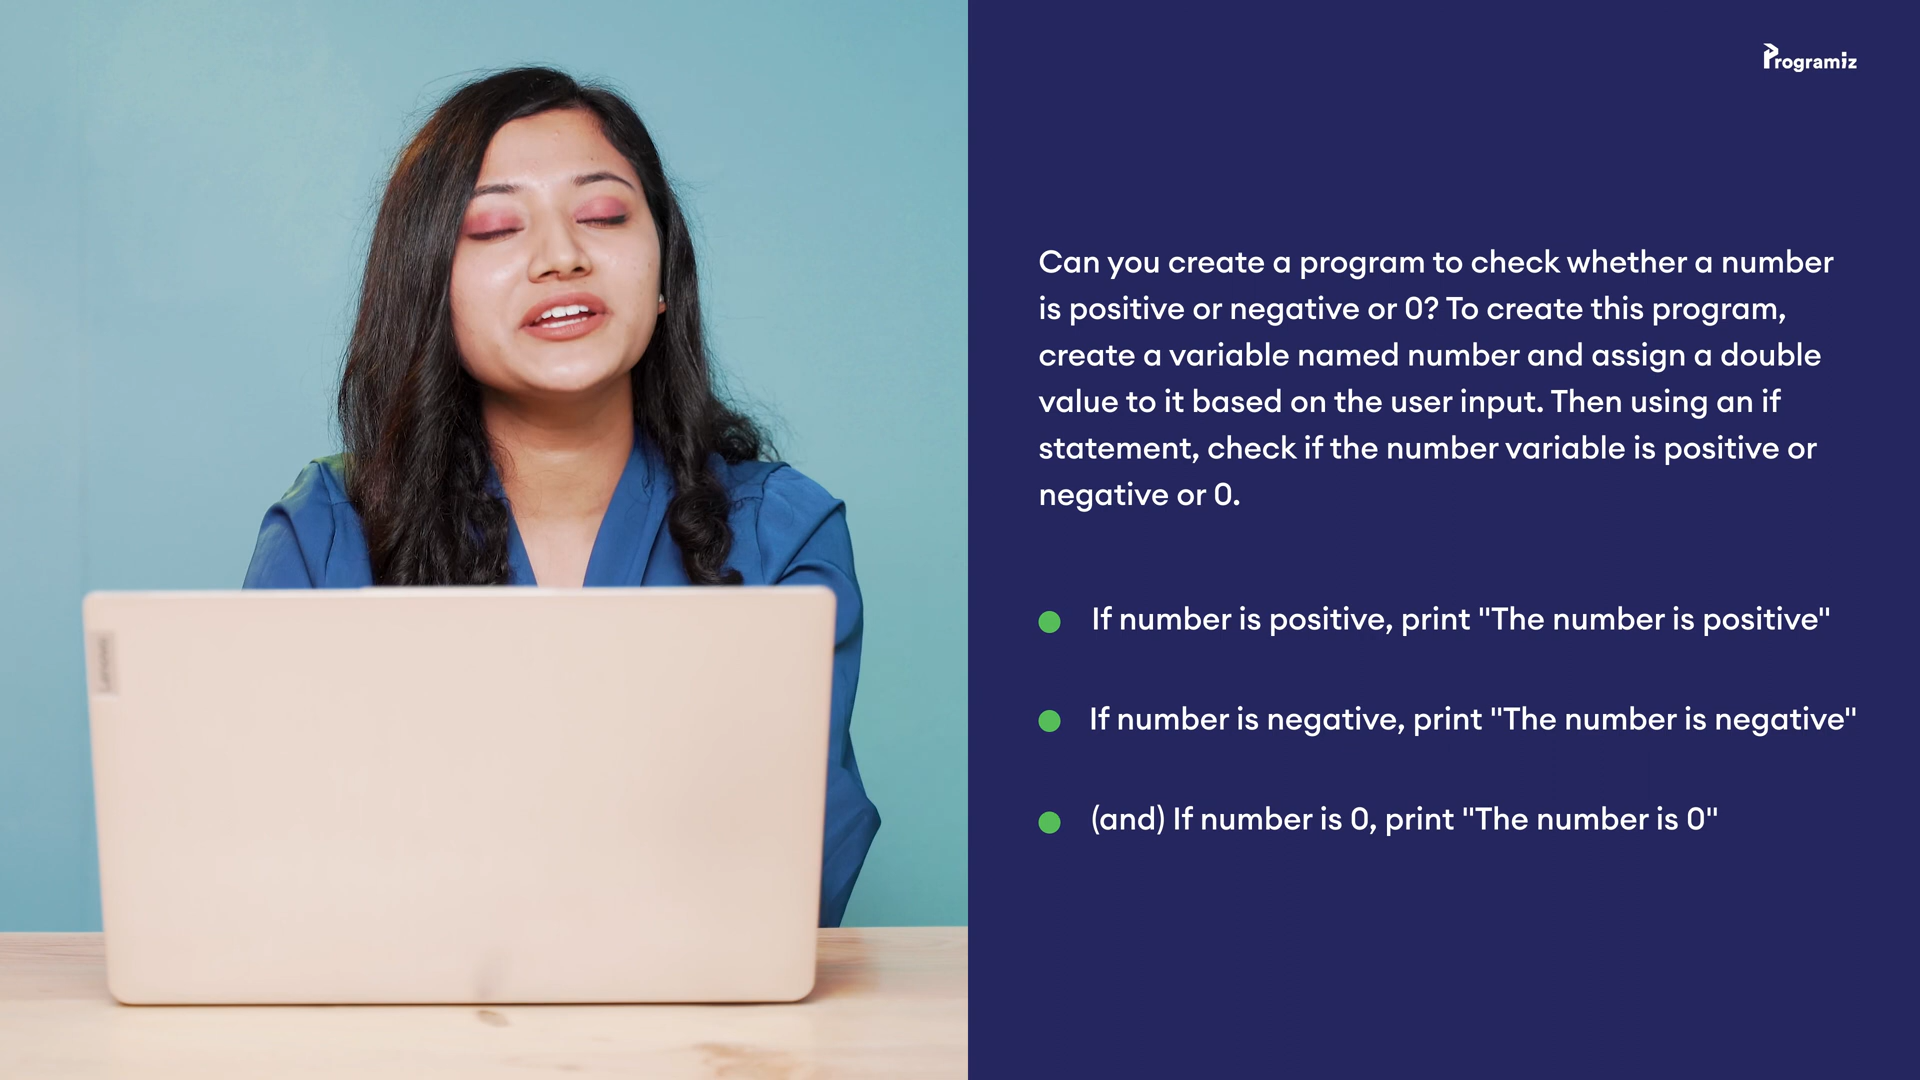 Programiz
Can you create a program to check whether a number
is positive or negative or 0? To create this program,
create a variable named number and assign a double
value to it based on the user input. Then using an if
statement, check if the number variable is positive or
negative or 0.
If number is positive, print "The number is positive"
If number is negative, print "The number is negative"
(and) If number is 0, print "The number is 0"
Lenovo